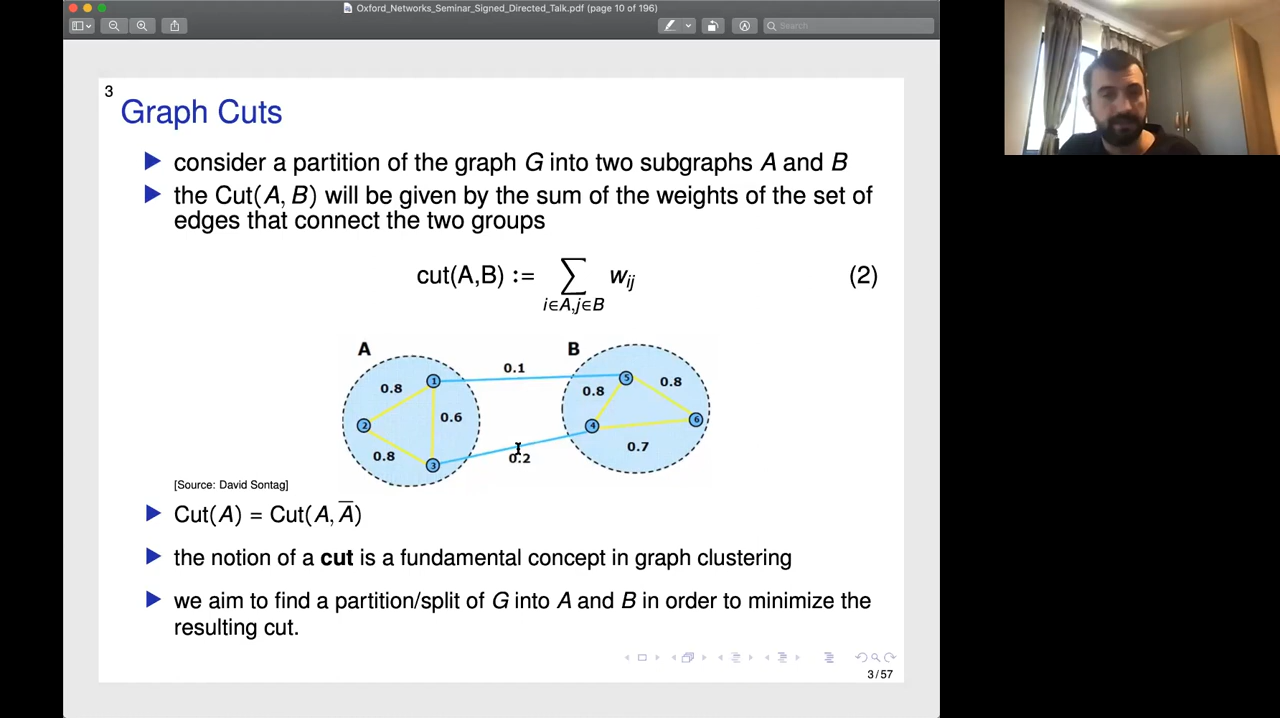 Oxford_Networks_Seminar_Signed_Directed_Talk.pdf (page 10 of 196)
Search
3
Graph Cuts
consider a partition of the graph G into two subgraphs A and B
the Cut(A, B) will be given by the sum of the weights of the set of
edges that connect the two groups
cut(A,B) := ∑ w_ij (2)
i∈A,j∈B
A B
0.1
0.8 1 5 0.8
0.8
2 0.6 4 6
0.8 0.7
3 0.2
[Source: David Sontag]
Cut(A) = Cut(A, A̅)
the notion of a cut is a fundamental concept in graph clustering
we aim to find a partition/split of G into A and B in order to minimize the
resulting cut.
3 / 57